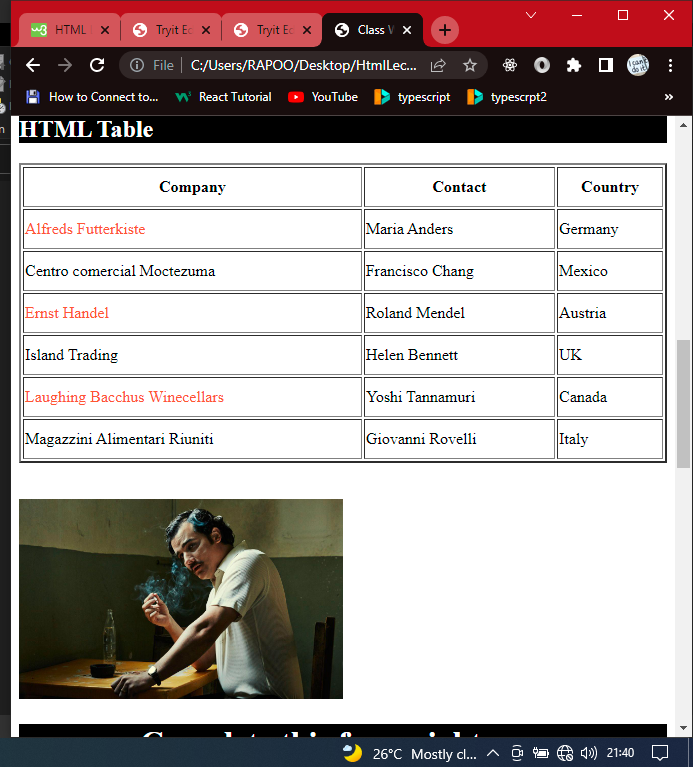 HTML
Tryit Ec
Tryit Ec
Class W
File
C:/Users/RAPOO/Desktop/HtmlLec...
How to Connect to...
React Tutorial
YouTube
typescript
typescrpt2
»
HTML Table
Company Contact Country
Alfreds Futterkiste Maria Anders Germany
Centro comercial Moctezuma Francisco Chang Mexico
Ernst Handel Roland Mendel Austria
Island Trading Helen Bennett UK
Laughing Bacchus Winecellars Yoshi Tannamuri Canada
Magazzini Alimentari Riuniti Giovanni Rovelli Italy
26°C Mostly cl... 21:40